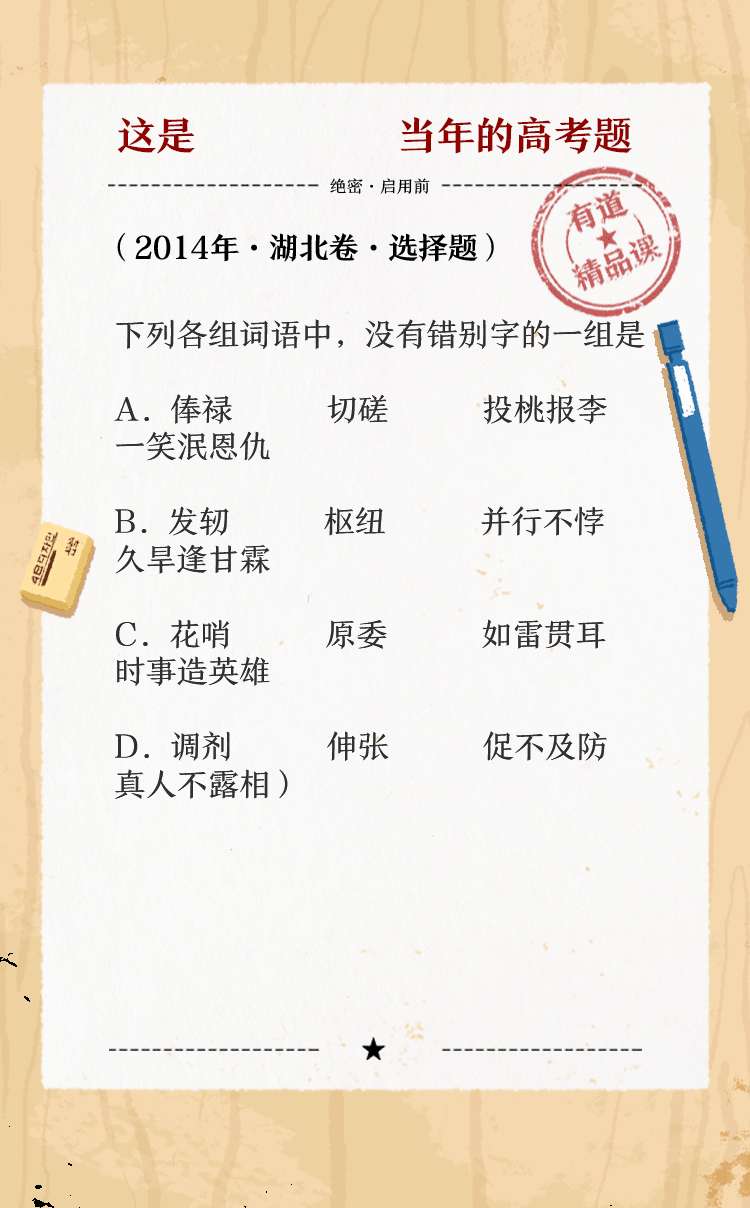 这是 当年的高考题
绝密·启用前
有道
精品课
（2014年·湖北卷·选择题）
下列各组词语中，没有错别字的一组是
A．俸禄 切磋 投桃报李
一笑泯恩仇
B．发轫 枢纽 并行不悖
久旱逢甘霖
C．花哨 原委 如雷贯耳
时事造英雄
D．调剂 伸张 促不及防
真人不露相）